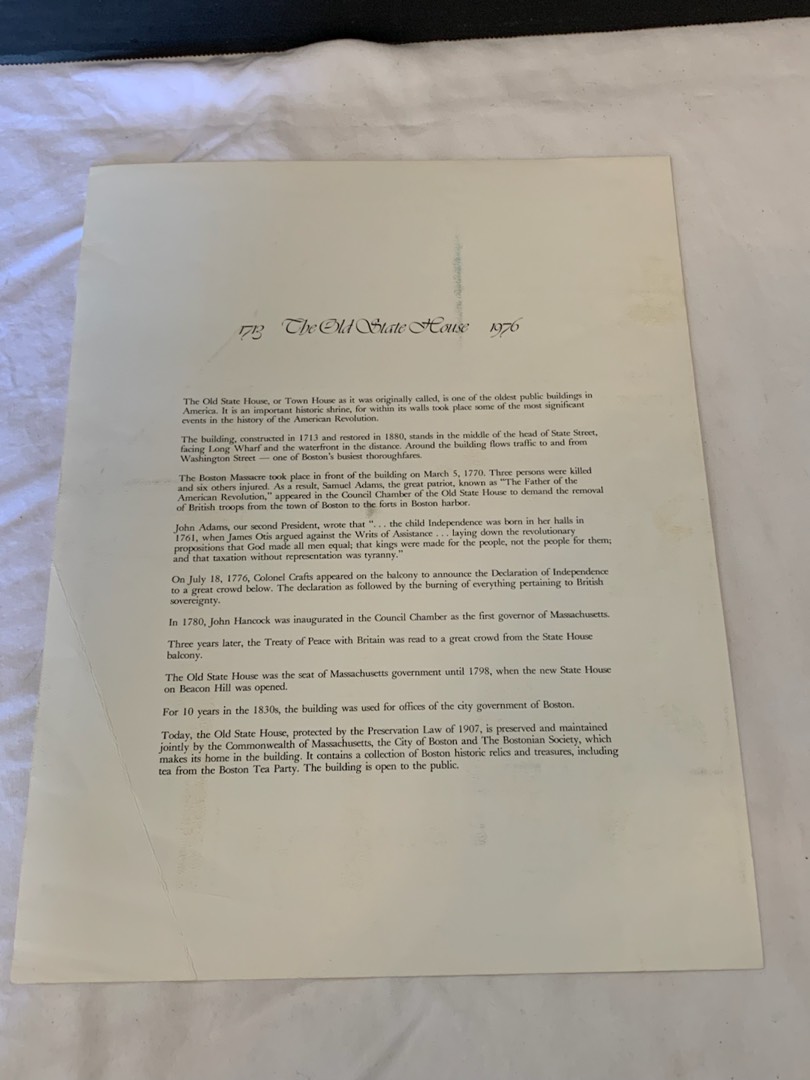 1713 The Old State House 1976
The Old State House, or Town House as it was originally called, is one of the oldest public buildings in
America. It is an important historic shrine, for within its walls took place some of the most significant
events in the history of the American Revolution.
The building, constructed in 1713 and restored in 1880, stands in the middle of the head of State Street,
facing Long Wharf and the waterfront in the distance. Around the building flows traffic to and from
Washington Street — one of Boston's busiest thoroughfares.
The Boston Massacre took place in front of the building on March 5, 1770. Three persons were killed
and six others injured. As a result, Samuel Adams, the great patriot, known as "The Father of the
American Revolution," appeared in the Council Chamber of the Old State House to demand the removal
of British troops from the town of Boston to the forts in Boston harbor.
John Adams, our second President, wrote that ". . . the child Independence was born in her halls in
1761, when James Otis argued against the Writs of Assistance . . . laying down the revolutionary
propositions that God made all men equal; that kings were made for the people, not the people for them;
and that taxation without representation was tyranny."
On July 18, 1776, Colonel Crafts appeared on the balcony to announce the Declaration of Independence
to a great crowd below. The declaration as followed by the burning of everything pertaining to British
sovereignty.
In 1780, John Hancock was inaugurated in the Council Chamber as the first governor of Massachusetts.
Three years later, the Treaty of Peace with Britain was read to a great crowd from the State House
balcony.
The Old State House was the seat of Massachusetts government until 1798, when the new State House
on Beacon Hill was opened.
For 10 years in the 1830s, the building was used for offices of the city government of Boston.
Today, the Old State House, protected by the Preservation Law of 1907, is preserved and maintained
jointly by the Commonwealth of Massachusetts, the City of Boston and The Bostonian Society, which
makes its home in the building. It contains a collection of Boston historic relics and treasures, including
tea from the Boston Tea Party. The building is open to the public.